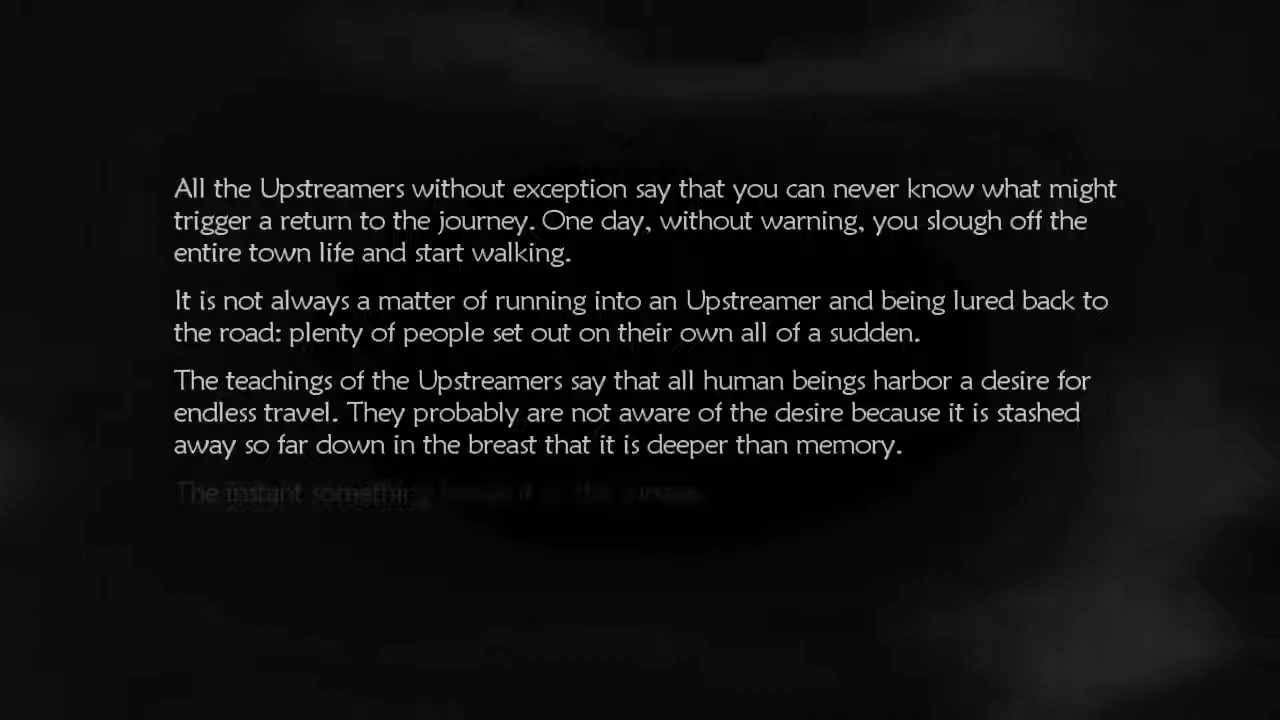 All the Upstreamers without exception say that you can never know what might
trigger a return to the journey. One day, without warning, you slough off the
entire town life and start walking.
It is not always a matter of running into an Upstreamer and being lured back to
the road: plenty of people set out on their own all of a sudden.
The teachings of the Upstreamers say that all human beings harbor a desire for
endless travel. They probably are not aware of the desire because it is stashed
away so far down in the breast that it is deeper than memory.
The instant something